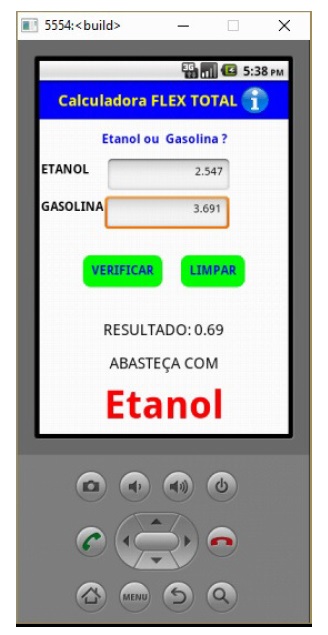 5554:<build>
3G 5:38 PM
Calculadora FLEX TOTAL i
Etanol ou Gasolina ?
ETANOL 2.547
GASOLINA 3.691
VERIFICAR LIMPAR
RESULTADO: 0.69
ABASTEÇA COM
Etanol
MENU